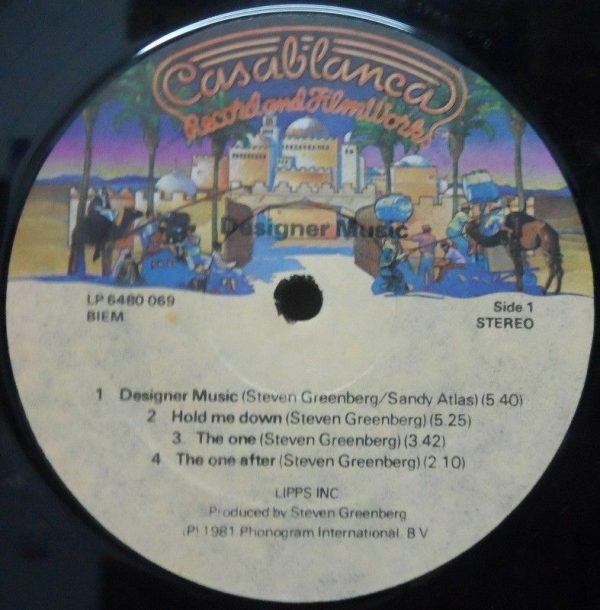 Casablanca
Record and FilmWorks
Designer Music
LP 6480 069
BIEM
Side 1
STEREO
1 Designer Music (Steven Greenberg/Sandy Atlas) (5.40)
2 Hold me down (Steven Greenberg) (5.25)
3. The one (Steven Greenberg) (3.42)
4 The one after (Steven Greenberg) (2.10)
LIPPS INC
Produced by Steven Greenberg
(P) 1981 Phonogram International B.V